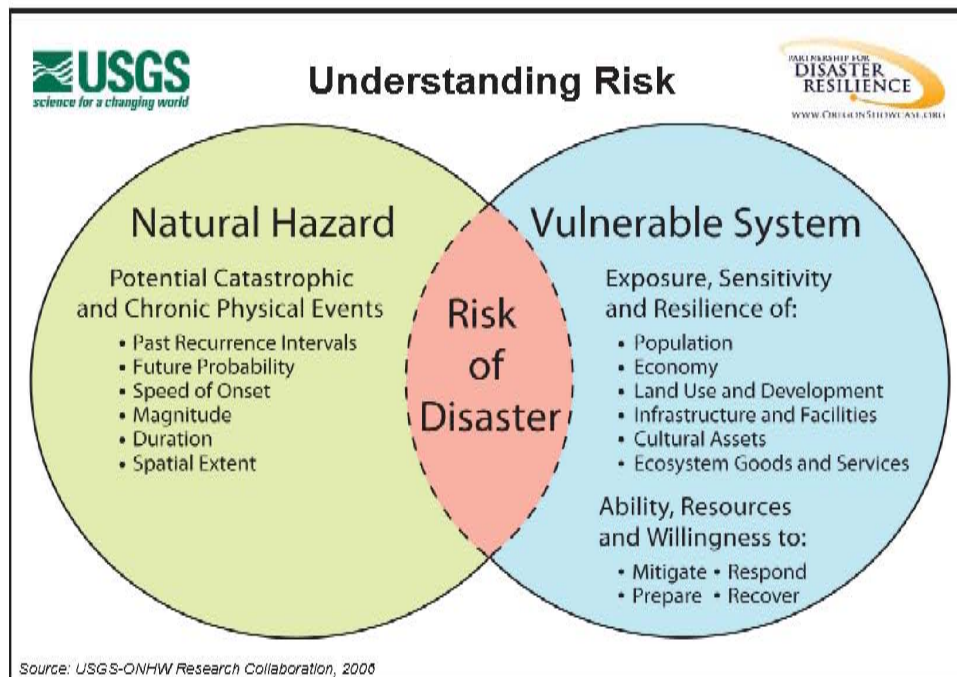 USGS
science for a changing world
Understanding Risk
PARTNERSHIP FOR
DISASTER
RESILIENCE
WWW.OREGONSHOWCASE.ORG
Natural Hazard
Potential Catastrophic
and Chronic Physical Events
• Past Recurrence Intervals
• Future Probability
• Speed of Onset
• Magnitude
• Duration
• Spatial Extent
Risk
of
Disaster
Vulnerable System
Exposure, Sensitivity
and Resilience of:
• Population
• Economy
• Land Use and Development
• Infrastructure and Facilities
• Cultural Assets
• Ecosystem Goods and Services
Ability, Resources
and Willingness to:
• Mitigate • Respond
• Prepare • Recover
Source: USGS-ONHW Research Collaboration, 2006